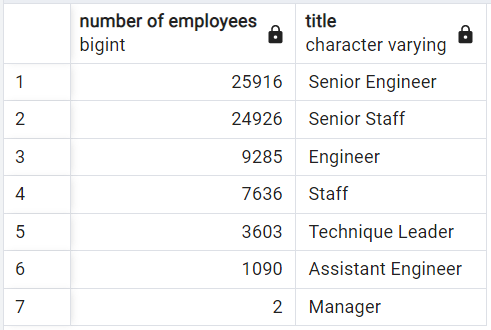 number of employees title
bigint character varying
1 25916 Senior Engineer
2 24926 Senior Staff
3 9285 Engineer
4 7636 Staff
5 3603 Technique Leader
6 1090 Assistant Engineer
7 2 Manager